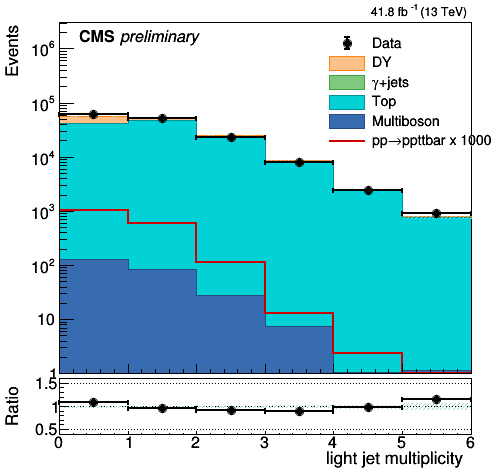 41.8 fb⁻¹ (13 TeV)
CMS preliminary
Events
10⁶
10⁵
10⁴
10³
10²
10
1
Data
DY
γ+jets
Top
Multiboson
pp→ppttbar x 1000
Ratio
1.5
1
0.5
0 1 2 3 4 5 6
light jet multiplicity